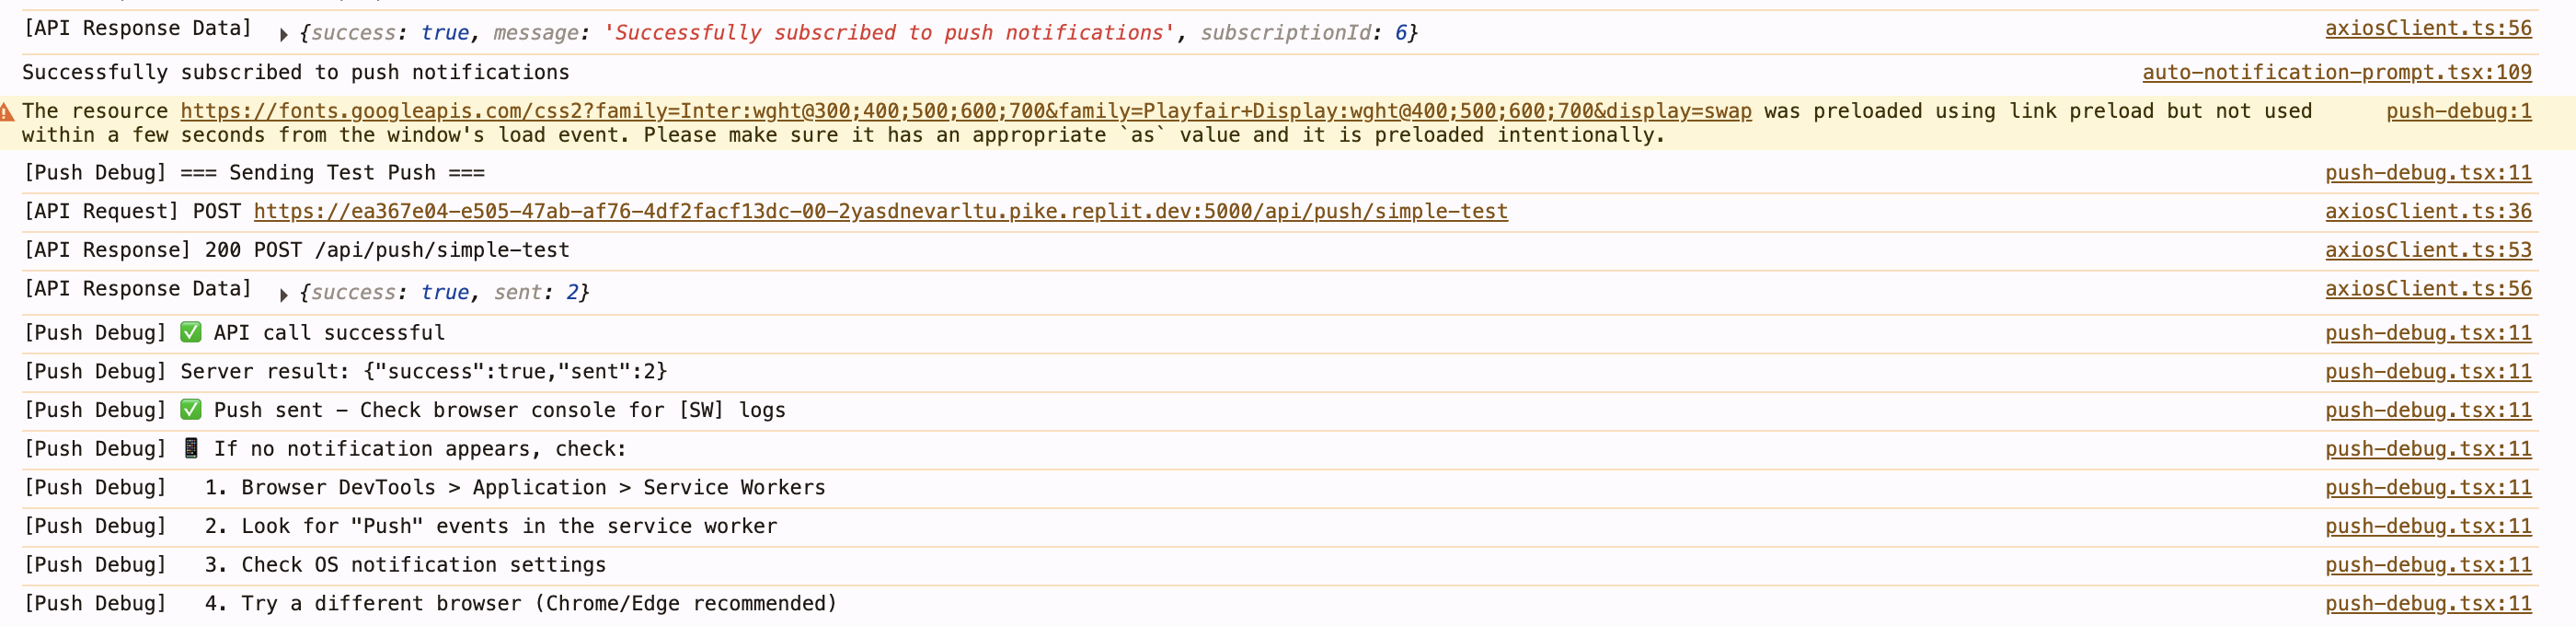 [API Response Data] ▶ {success: true, message: 'Successfully subscribed to push notifications', subscriptionId: 6} axiosClient.ts:56
Successfully subscribed to push notifications auto-notification-prompt.tsx:109
The resource https://fonts.googleapis.com/css2?family=Inter:wght@300;400;500;600;700&family=Playfair+Display:wght@400;500;600;700&display=swap was preloaded using link preload but not used push-debug:1
within a few seconds from the window's load event. Please make sure it has an appropriate `as` value and it is preloaded intentionally.
[Push Debug] === Sending Test Push === push-debug.tsx:11
[API Request] POST https://ea367e04-e505-47ab-af76-4df2facf13dc-00-2yasdnevarltu.pike.replit.dev:5000/api/push/simple-test axiosClient.ts:36
[API Response] 200 POST /api/push/simple-test axiosClient.ts:53
[API Response Data] ▶ {success: true, sent: 2} axiosClient.ts:56
[Push Debug] ✅ API call successful push-debug.tsx:11
[Push Debug] Server result: {"success":true,"sent":2} push-debug.tsx:11
[Push Debug] ✅ Push sent - Check browser console for [SW] logs push-debug.tsx:11
[Push Debug] 📱 If no notification appears, check: push-debug.tsx:11
[Push Debug] 1. Browser DevTools > Application > Service Workers push-debug.tsx:11
[Push Debug] 2. Look for "Push" events in the service worker push-debug.tsx:11
[Push Debug] 3. Check OS notification settings push-debug.tsx:11
[Push Debug] 4. Try a different browser (Chrome/Edge recommended) push-debug.tsx:11